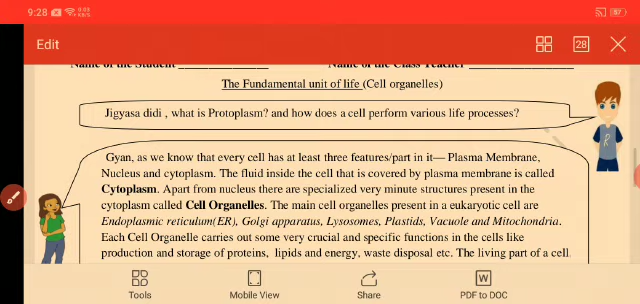 9:28
57
Edit
28
Name of the Student _______________ Name of the Class Teacher _______________
The Fundamental unit of life (Cell organelles)
Jigyasa didi , what is Protoplasm? and how does a cell perform various life processes?
R
Gyan, as we know that every cell has at least three features/part in it— Plasma Membrane,
Nucleus and cytoplasm. The fluid inside the cell that is covered by plasma membrane is called
Cytoplasm. Apart from nucleus there are specialized very minute structures present in the
cytoplasm called Cell Organelles. The main cell organelles present in a eukaryotic cell are
Endoplasmic reticulum(ER), Golgi apparatus, Lysosomes, Plastids, Vacuole and Mitochondria.
Each Cell Organelle carries out some very crucial and specific functions in the cells like
production and storage of proteins, lipids and energy, waste disposal etc. The living part of a cell
W
Tools
Mobile View
Share
PDF to DOC